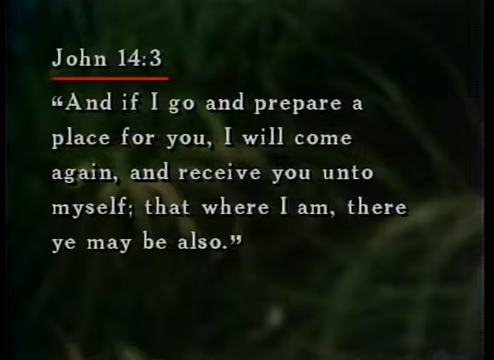 John 14:3
“And if I go and prepare a
place for you, I will come
again, and receive you unto
myself; that where I am, there
ye may be also.”